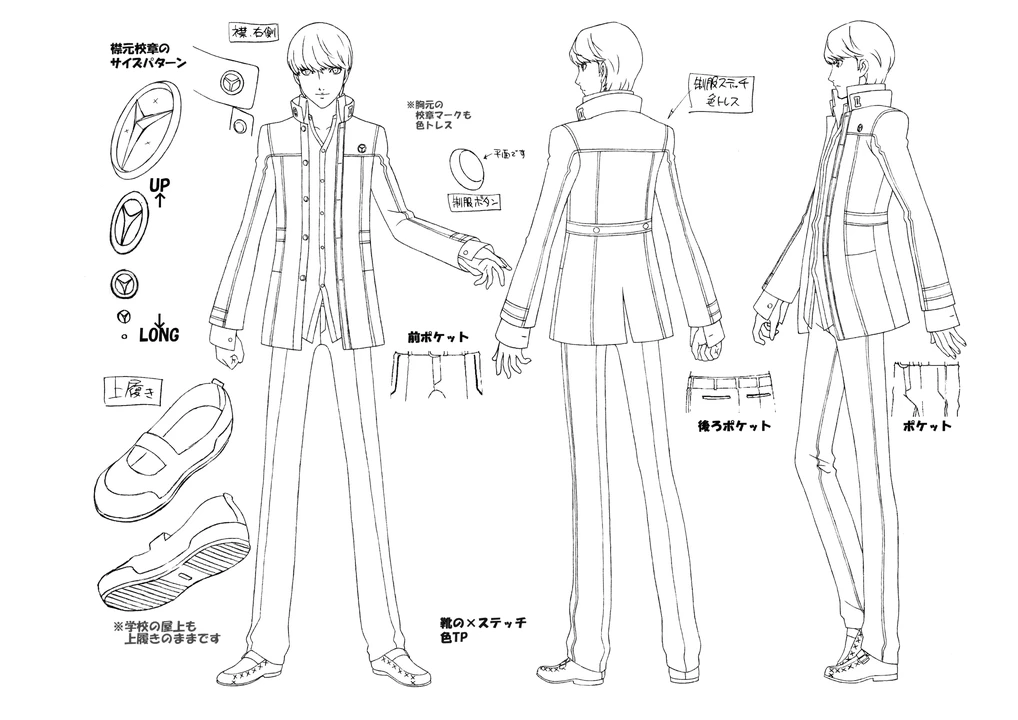 襟元校章の
サイズパターン
襟、右側
UP
LONG
※胸元の
校章マークも
色トレス
平面です
制服ボタン
制服ステッチ
色トレス
前ポケット
後ろポケット
ポケット
上履き
※学校の屋上も
上履きのままです
靴の×ステッチ
色TP